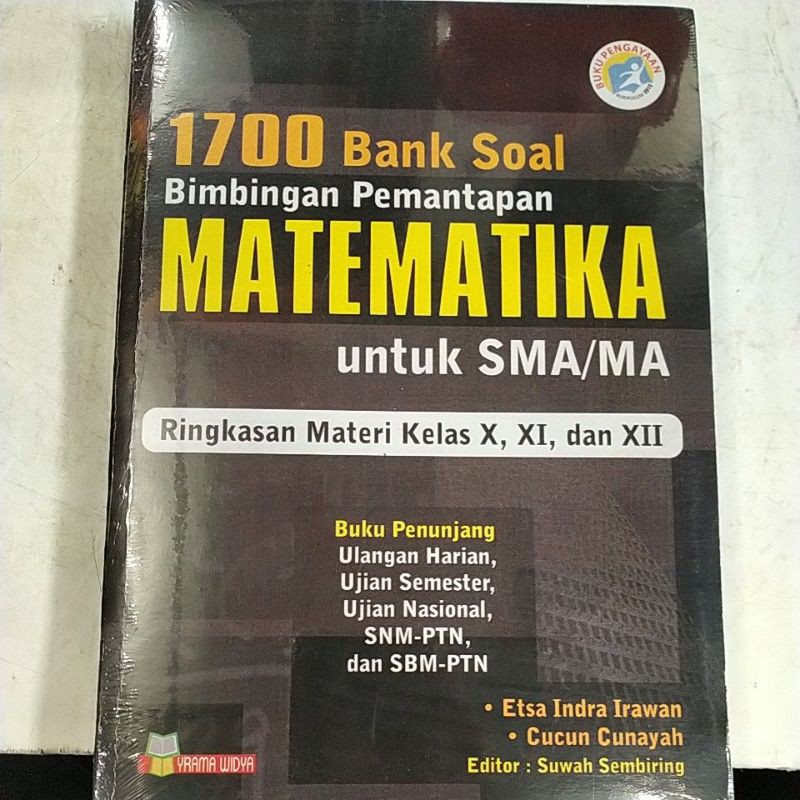 BUKU PENGAYAAN
KURIKULUM 2013
1700 Bank Soal
Bimbingan Pemantapan
MATEMATIKA
untuk SMA/MA
Ringkasan Materi Kelas X, XI, dan XII
Buku Penunjang
Ulangan Harian,
Ujian Semester,
Ujian Nasional,
SNM-PTN,
dan SBM-PTN
• Etsa Indra Irawan
• Cucun Cunayah
Editor : Suwah Sembiring
YRAMA WIDYA